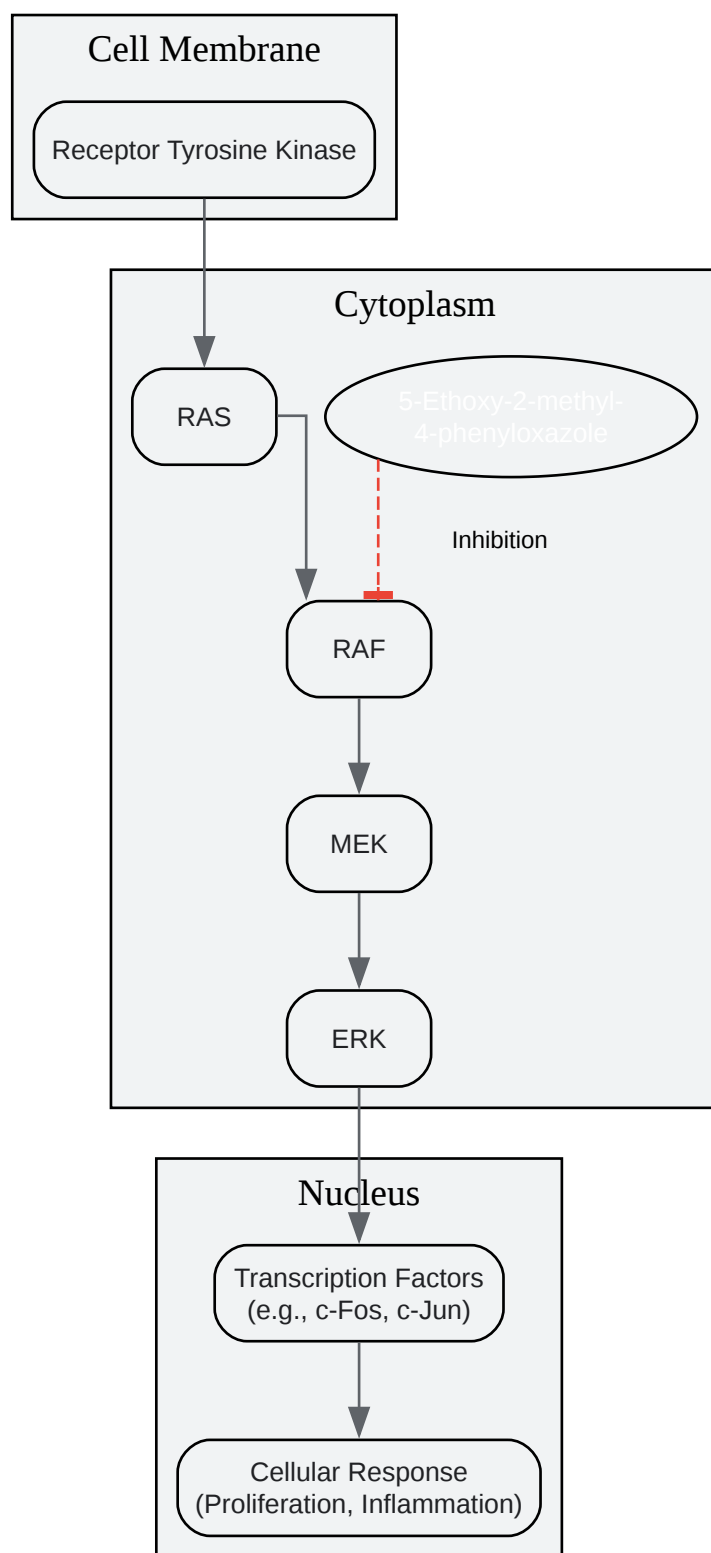 Cell Membrane
Receptor Tyrosine Kinase
Cytoplasm
RAS
5-Ethoxy-2-methyl-
4-phenyloxazole
Inhibition
RAF
MEK
ERK
Nucleus
Transcription Factors
(e.g., c-Fos, c-Jun)
Cellular Response
(Proliferation, Inflammation)